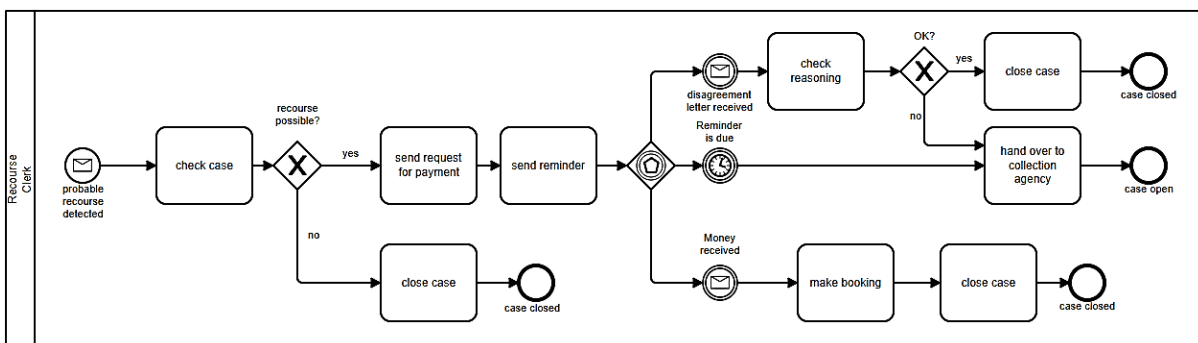 Recourse
Clerk
probable
recourse
detected
check case
recourse
possible?
yes
no
send request
for payment
send reminder
close case
case closed
disagreement
letter received
check
reasoning
OK?
yes
no
close case
case closed
Reminder
is due
hand over to
collection
agency
case open
Money
received
make booking
close case
case closed